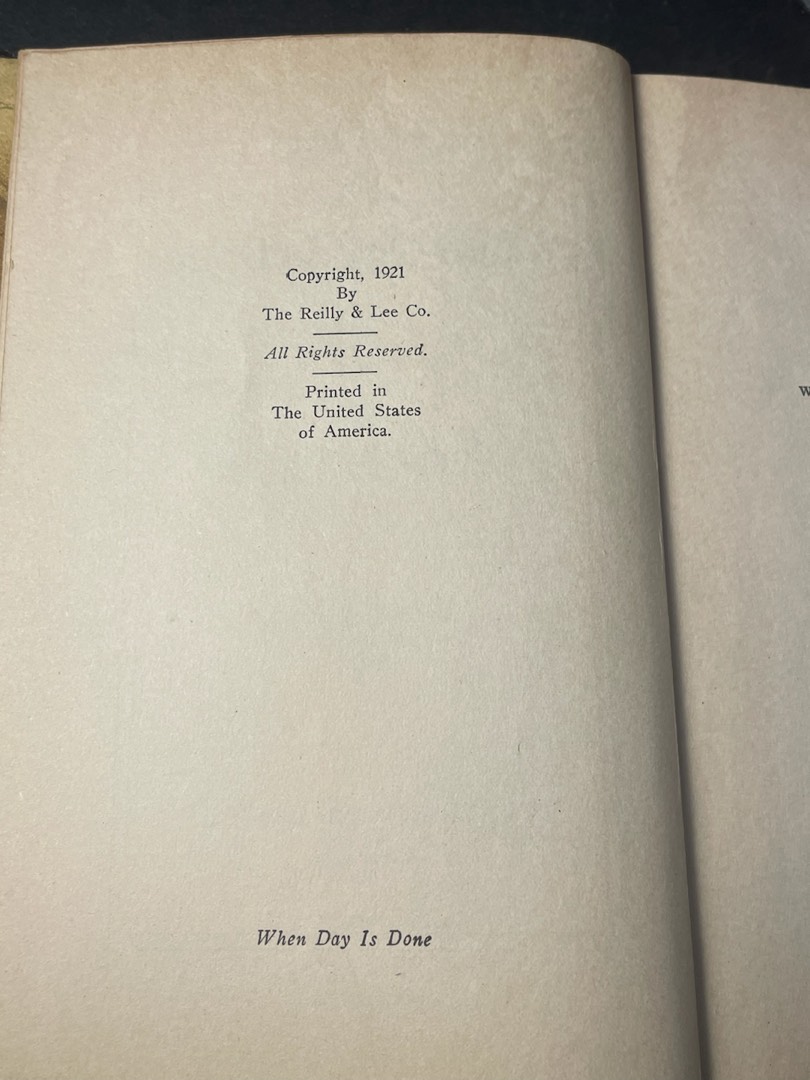 Copyright, 1921
By
The Reilly & Lee Co.
All Rights Reserved.
Printed in
The United States
of America.
When Day Is Done